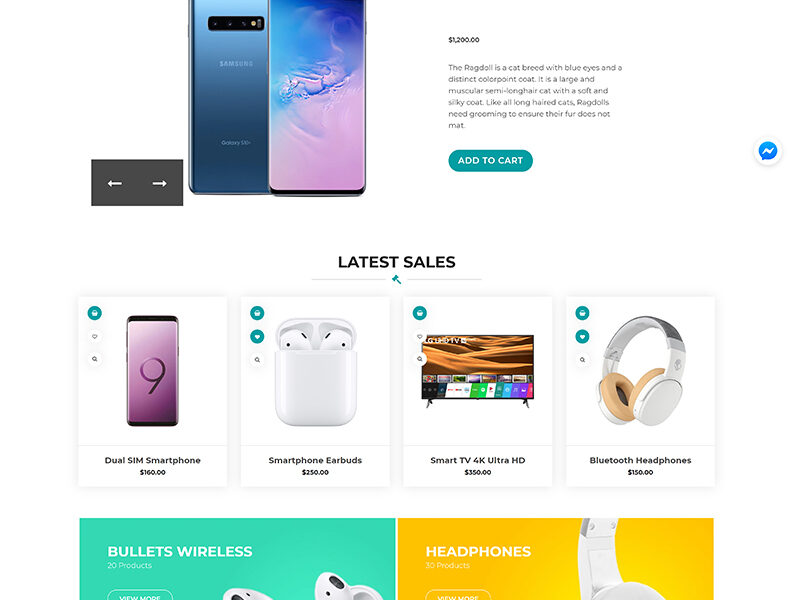 $1,200.00
SAMSUNG
The Ragdoll is a cat breed with blue eyes and a
distinct colorpoint coat. It is a large and
muscular semi-longhair cat with a soft and
silky coat. Like all long haired cats, Ragdolls
need grooming to ensure their fur does not
mat.
Galaxy S10+
ADD TO CART
LATEST SALES
9
LG UHD TV
Dual SIM Smartphone
$160.00
Smartphone Earbuds
$250.00
Smart TV 4K Ultra HD
$350.00
Bluetooth Headphones
$150.00
BULLETS WIRELESS
20 Products
VIEW MORE
HEADPHONES
30 Products
VIEW MORE